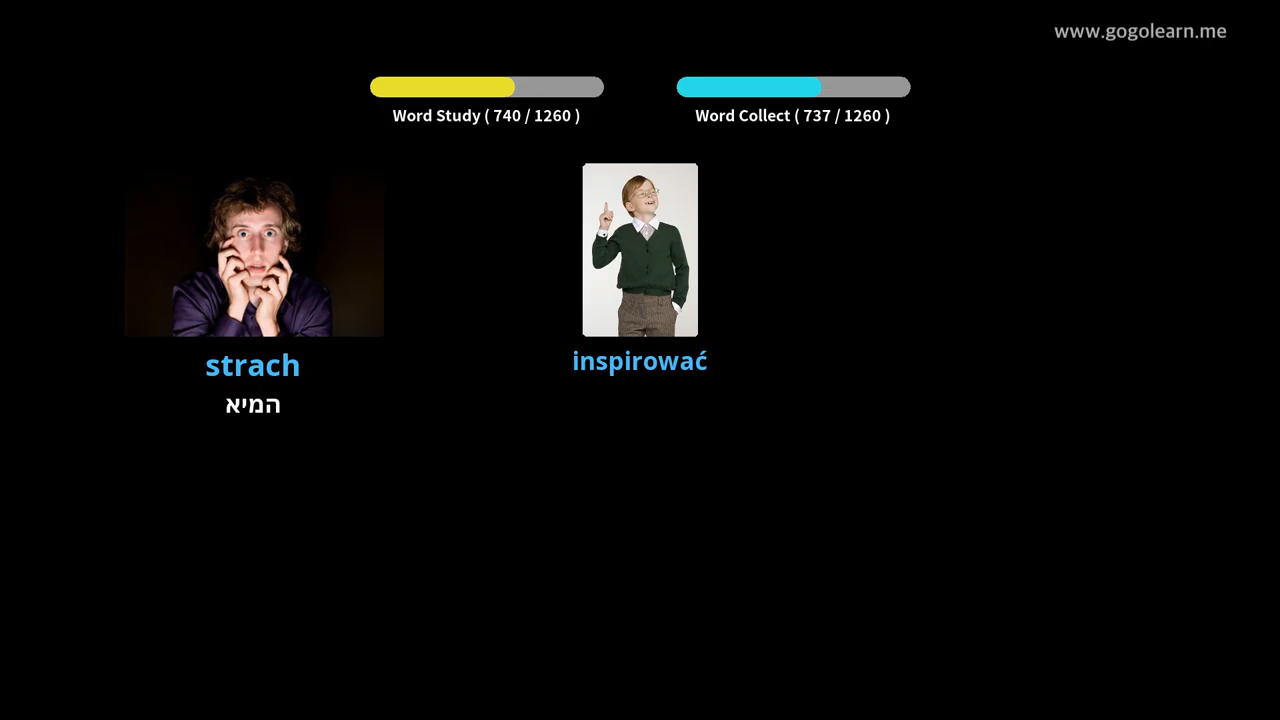 www.gogolearn.me
Word Study ( 740 / 1260 )
Word Collect ( 737 / 1260 )
strach
המיא
inspirować